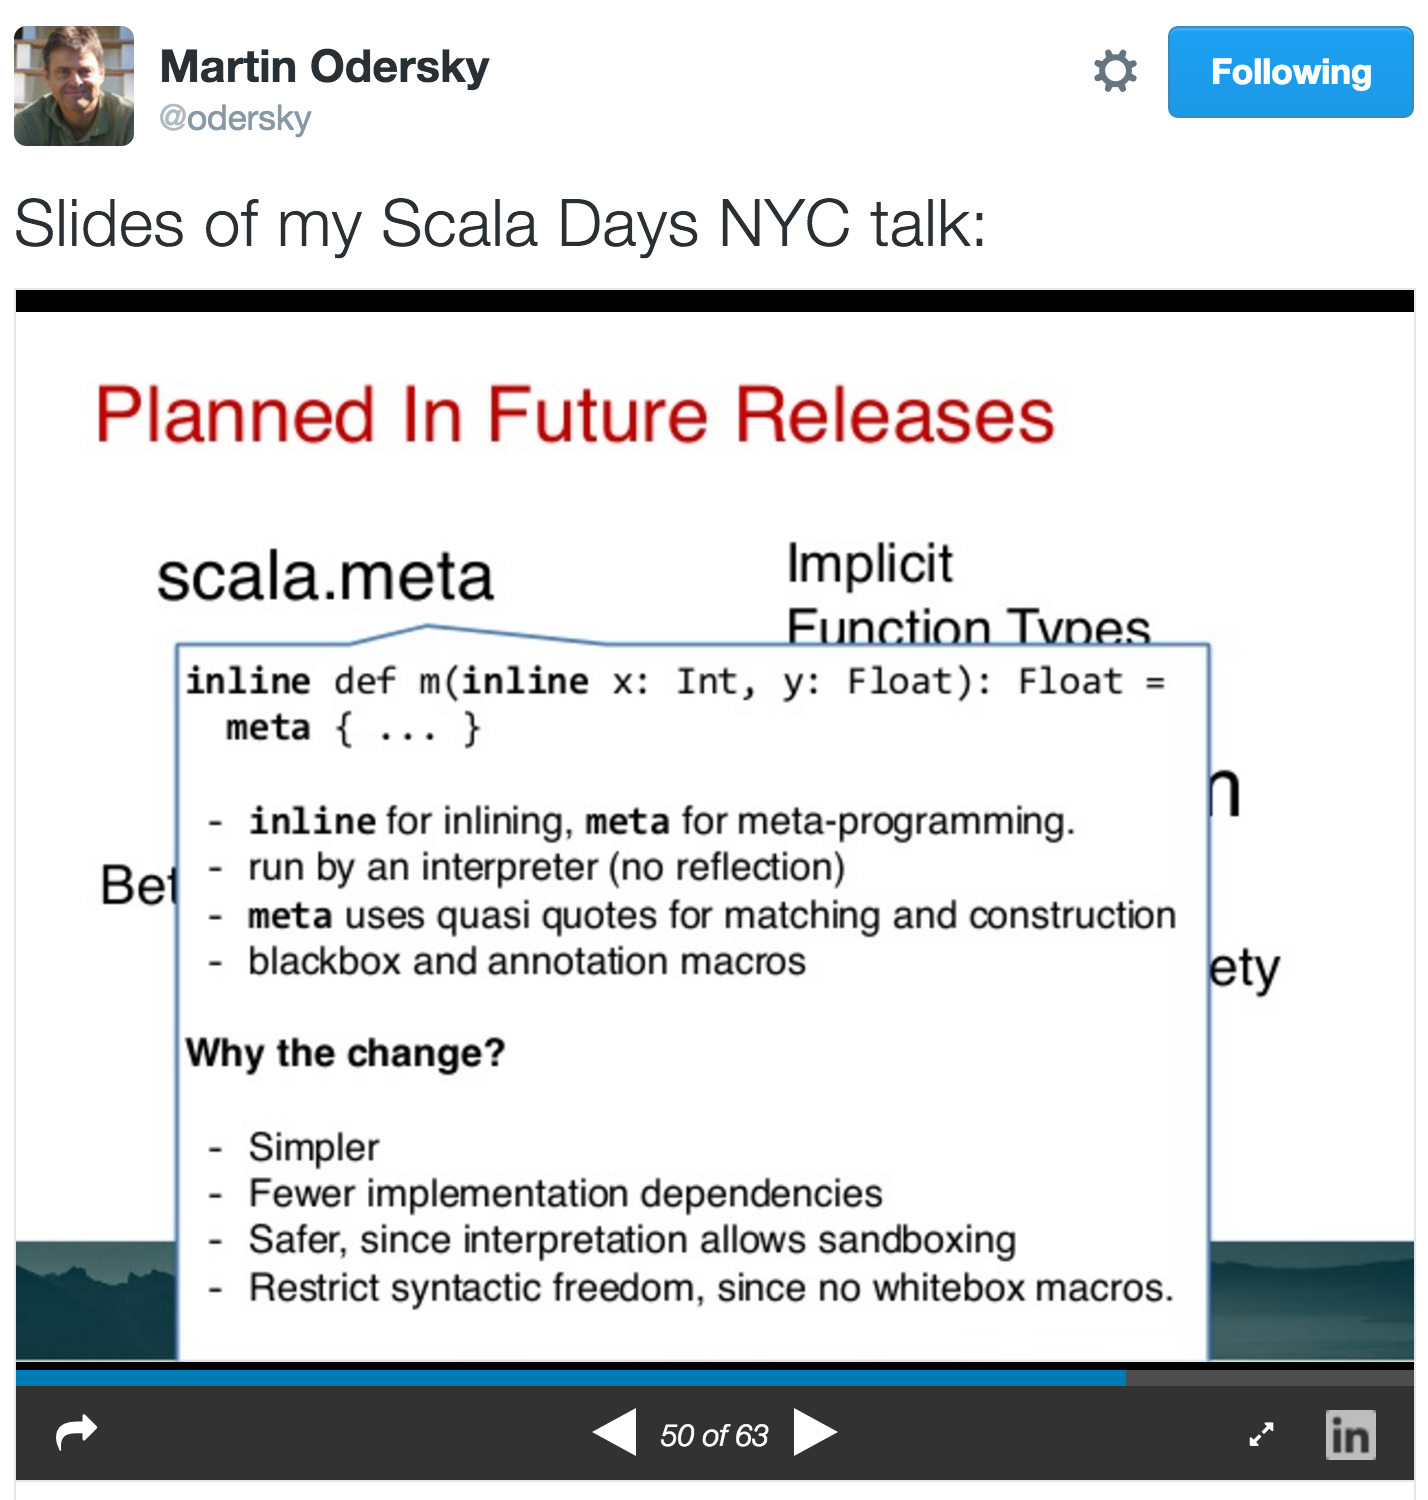 Martin Odersky
@odersky
Following
Slides of my Scala Days NYC talk:
Planned In Future Releases
scala.meta
Implicit
Function Types
inline def m(inline x: Int, y: Float): Float =
meta { ... }
- inline for inlining, meta for meta-programming.
- run by an interpreter (no reflection)
- meta uses quasi quotes for matching and construction
- blackbox and annotation macros
Why the change?
- Simpler
- Fewer implementation dependencies
- Safer, since interpretation allows sandboxing
- Restrict syntactic freedom, since no whitebox macros.
50 of 63
in